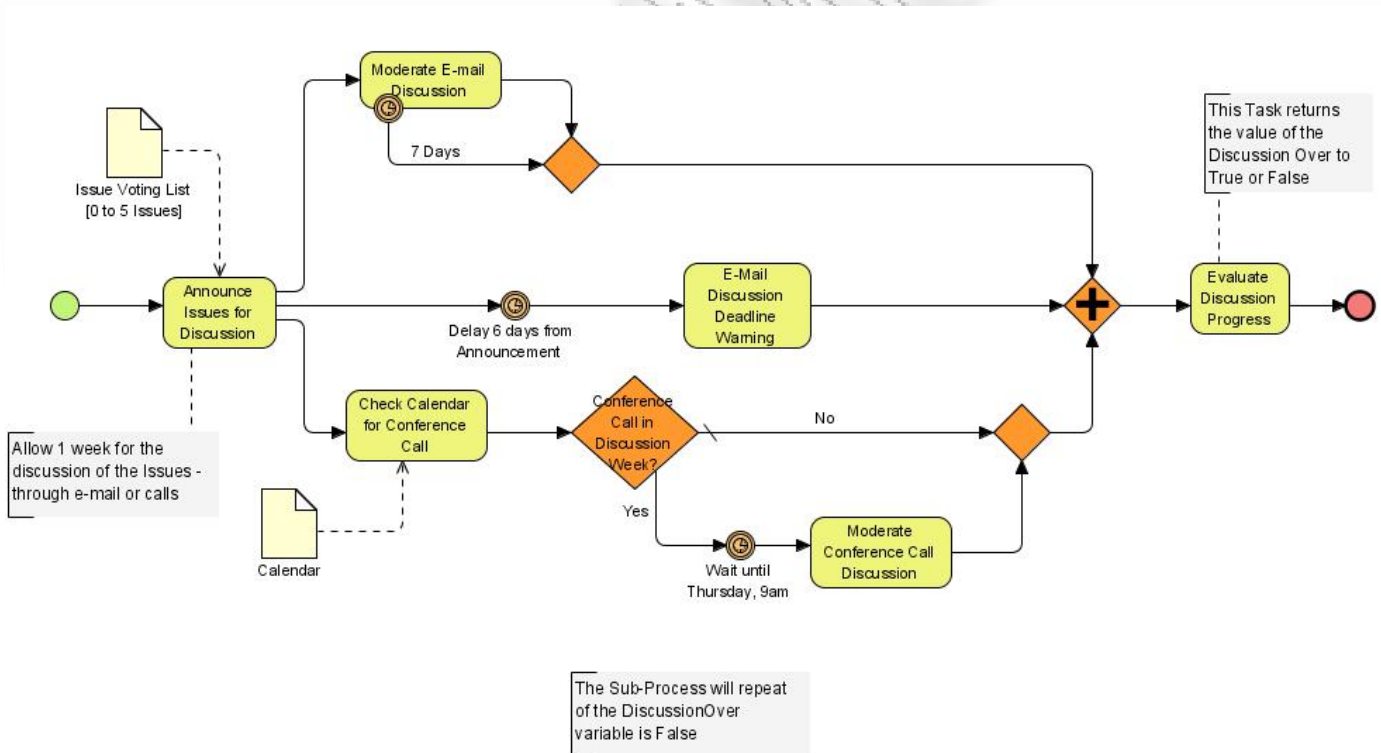 Moderate E-mail
Discussion
7 Days
This Task returns
the value of the
Discussion Over to
True or False
Issue Voting List
[0 to 5 Issues]
Announce
Issues for
Discussion
Delay 6 days from
Announcement
E-Mail
Discussion
Deadline
Warning
Evaluate
Discussion
Progress
Allow 1 week for the
discussion of the Issues -
through e-mail or calls
Check Calendar
for Conference
Call
Conference
Call in
Discussion
Week?
No
Yes
Calendar
Wait until
Thursday, 9am
Moderate
Conference Call
Discussion
The Sub-Process will repeat
of the DiscussionOver
variable is False